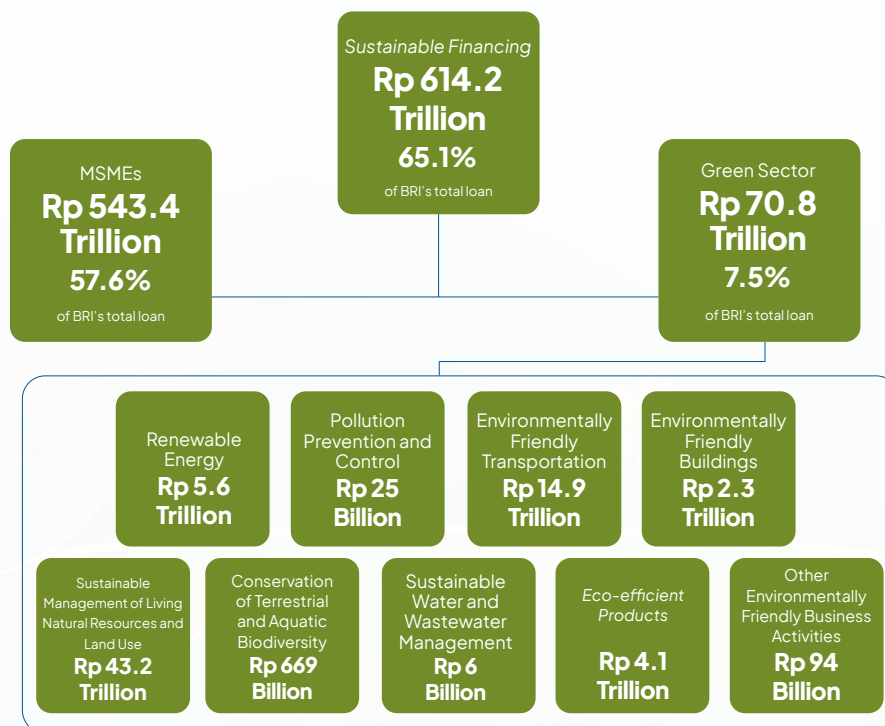 Sustainable Financing
Rp 614.2
Trillion
65.1%
of BRI's total loan
MSMEs
Rp 543.4
Trillion
57.6%
of BRI's total loan
Green Sector
Rp 70.8
Trillion
7.5%
of BRI's total loan
Renewable
Energy
Rp 5.6
Trillion
Pollution
Prevention and
Control
Rp 25
Billion
Environmentally
Friendly
Transportation
Rp 14.9
Trillion
Environmentally
Friendly
Buildings
Rp 2.3
Trillion
Sustainable
Management of Living
Natural Resources and
Land Use
Rp 43.2
Trillion
Conservation
of Terrestrial
and Aquatic
Biodiversity
Rp 669
Billion
Sustainable
Water and
Wastewater
Management
Rp 6
Billion
Eco-efficient
Products
Rp 4.1
Trillion
Other
Environmentally
Friendly Business
Activities
Rp 94
Billion